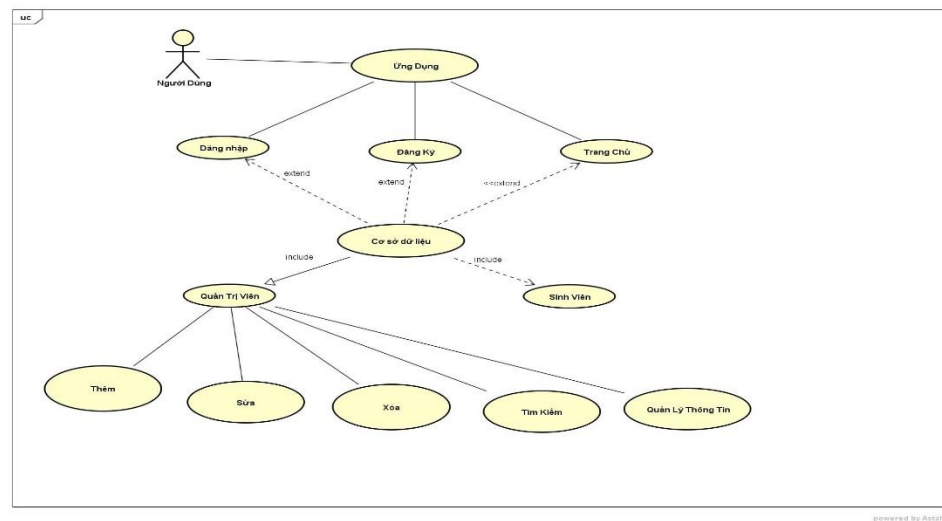 uc
Người Dùng
Ứng Dụng
Dăng nhập
Đăng Ký
Trang Chủ
extend
extend
<<extend
Cơ sở dữ liệu
include
include
Quản Trị Viên
Sinh Viên
Thêm
Sửa
Xóa
Tìm Kiếm
Quản Lý Thông Tin
powered by Astah